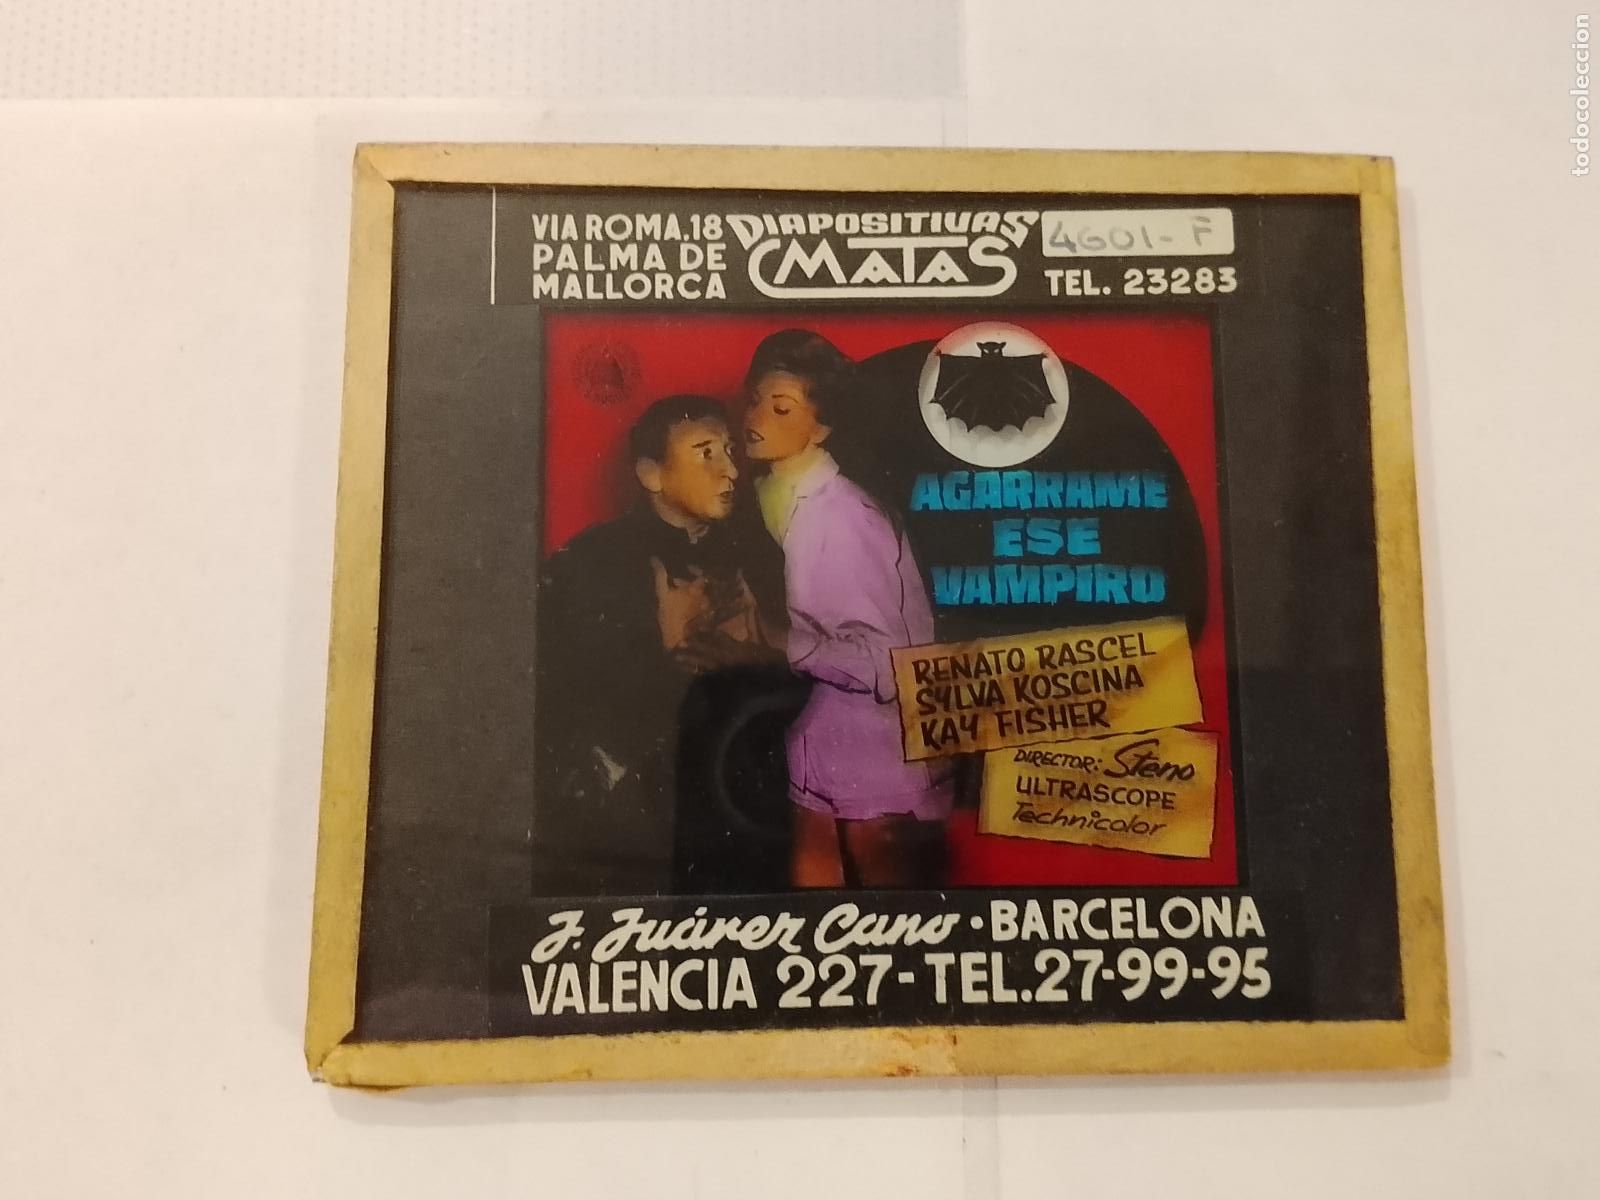 VIA ROMA.18
PALMA DE
MALLORCA
DIAPOSITIVAS
MATAS
4601-F
TEL. 23283
AGARRAME
ESE
VAMPIRO
RENATO RASCEL
SYLVA KOSCINA
KAY FISHER
DIRECTOR: Steno
ULTRASCOPE
Technicolor
J. Juárez Cano · BARCELONA
VALENCIA 227 - TEL. 27-99-95
todocoleccion